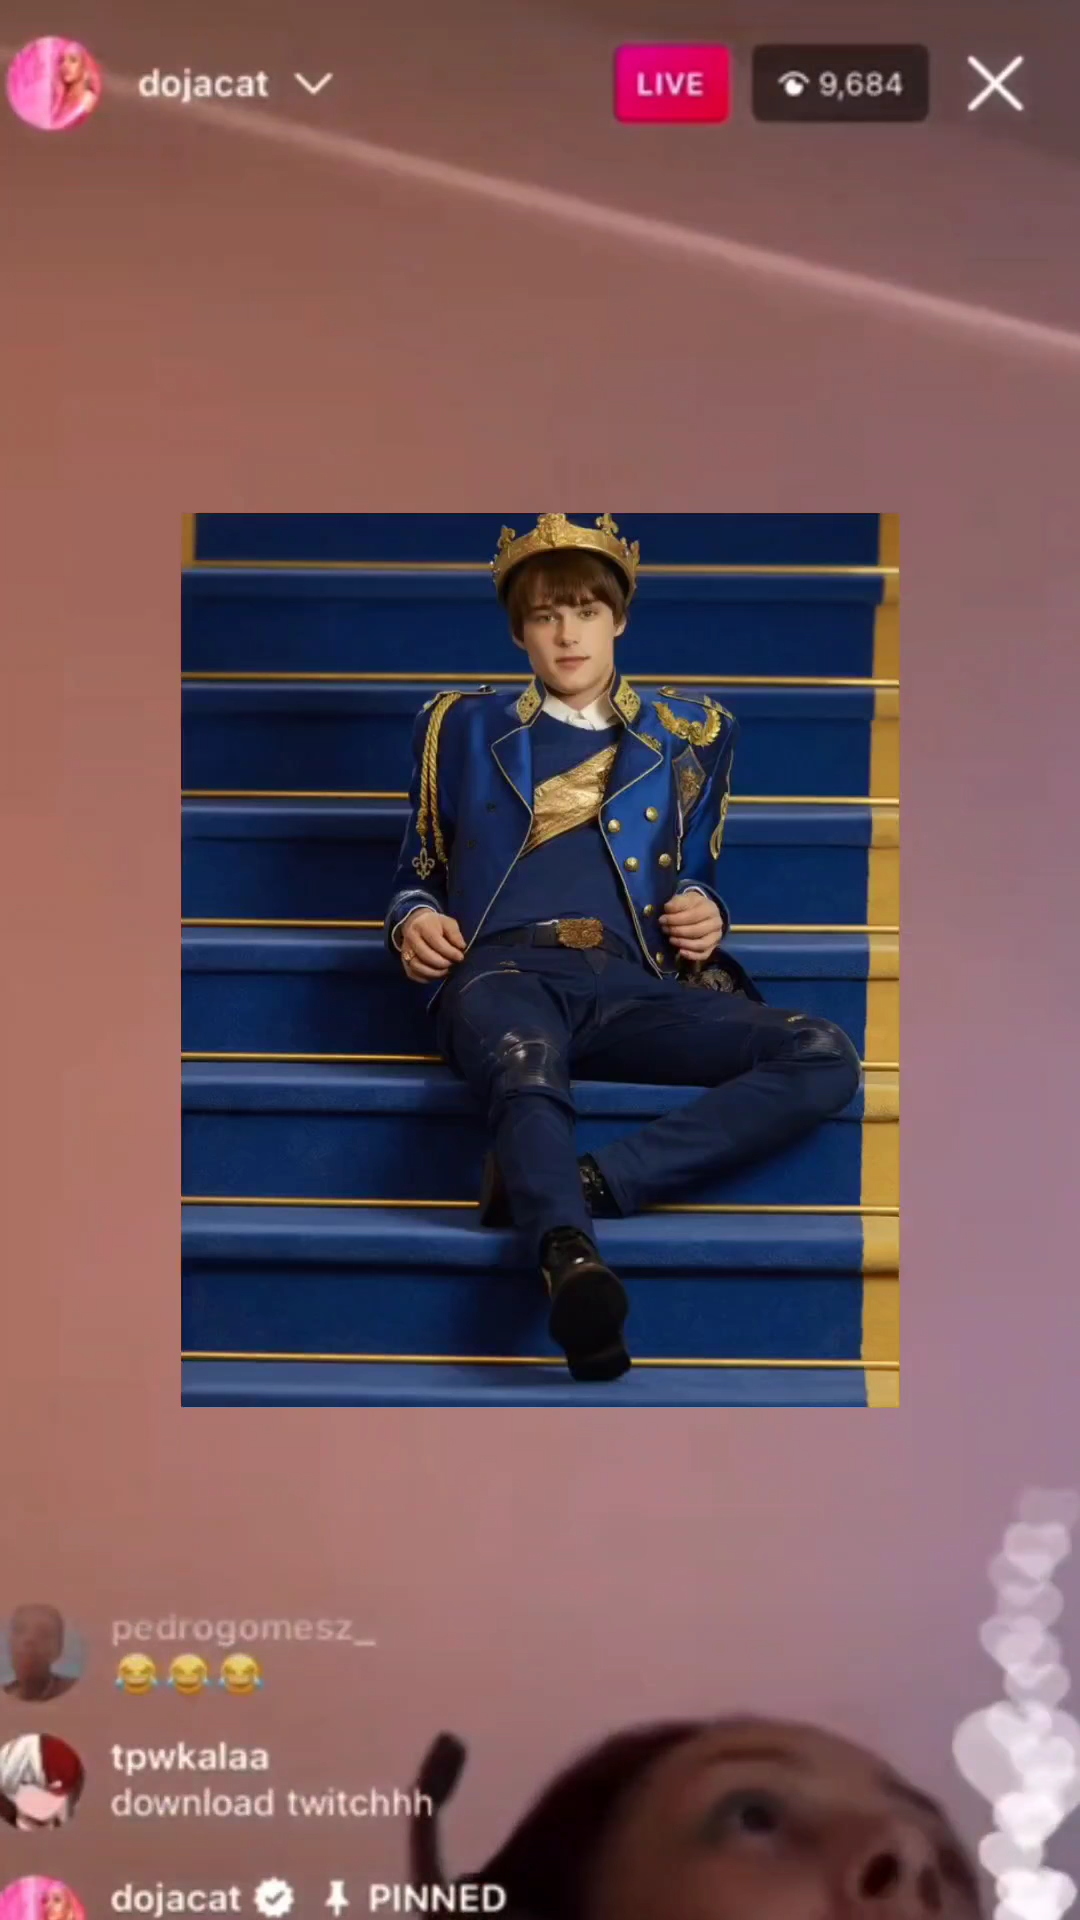 dojacat
LIVE
9,684
pedrogomesz_
😂😂😂
tpwkalaa
download twitchhh
dojacat PINNED